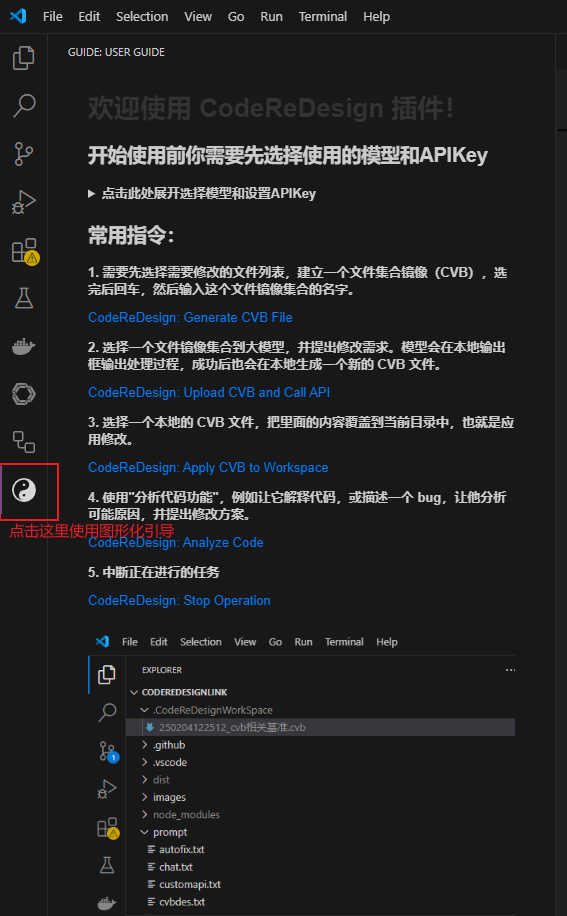 File Edit Selection View Go Run Terminal Help
GUIDE: USER GUIDE
欢迎使用 CodeReDesign 插件！
开始使用前你需要先选择使用的模型和APIKey
点击此处展开选择模型和设置APIKey
常用指令：
1. 需要先选择需要修改的文件列表，建立一个文件集合镜像（CVB），选
完后回车，然后输入这个文件镜像集合的名字。
CodeReDesign: Generate CVB File
2. 选择一个文件镜像集合到大模型，并提出修改需求。模型会在本地输出
框输出处理过程，成功后也会在本地生成一个新的 CVB 文件。
CodeReDesign: Upload CVB and Call API
3. 选择一个本地的 CVB 文件，把里面的内容覆盖到当前目录中，也就是应
用修改。
CodeReDesign: Apply CVB to Workspace
4. 使用"分析代码功能"，例如让它解释代码，或描述一个 bug，让他分析
可能原因，并提出修改方案。
点击这里使用图形化引导
CodeReDesign: Analyze Code
5. 中断正在进行的任务
CodeReDesign: Stop Operation
File Edit Selection View Go Run Terminal Help
EXPLORER
CODEREDESIGNLINK
.CodeReDesignWorkSpace
250204122512_cvb相关基准.cvb
.github
1
.vscode
dist
images
node_modules
prompt
autofix.txt
chat.txt
customapi.txt
cvbdes.txt